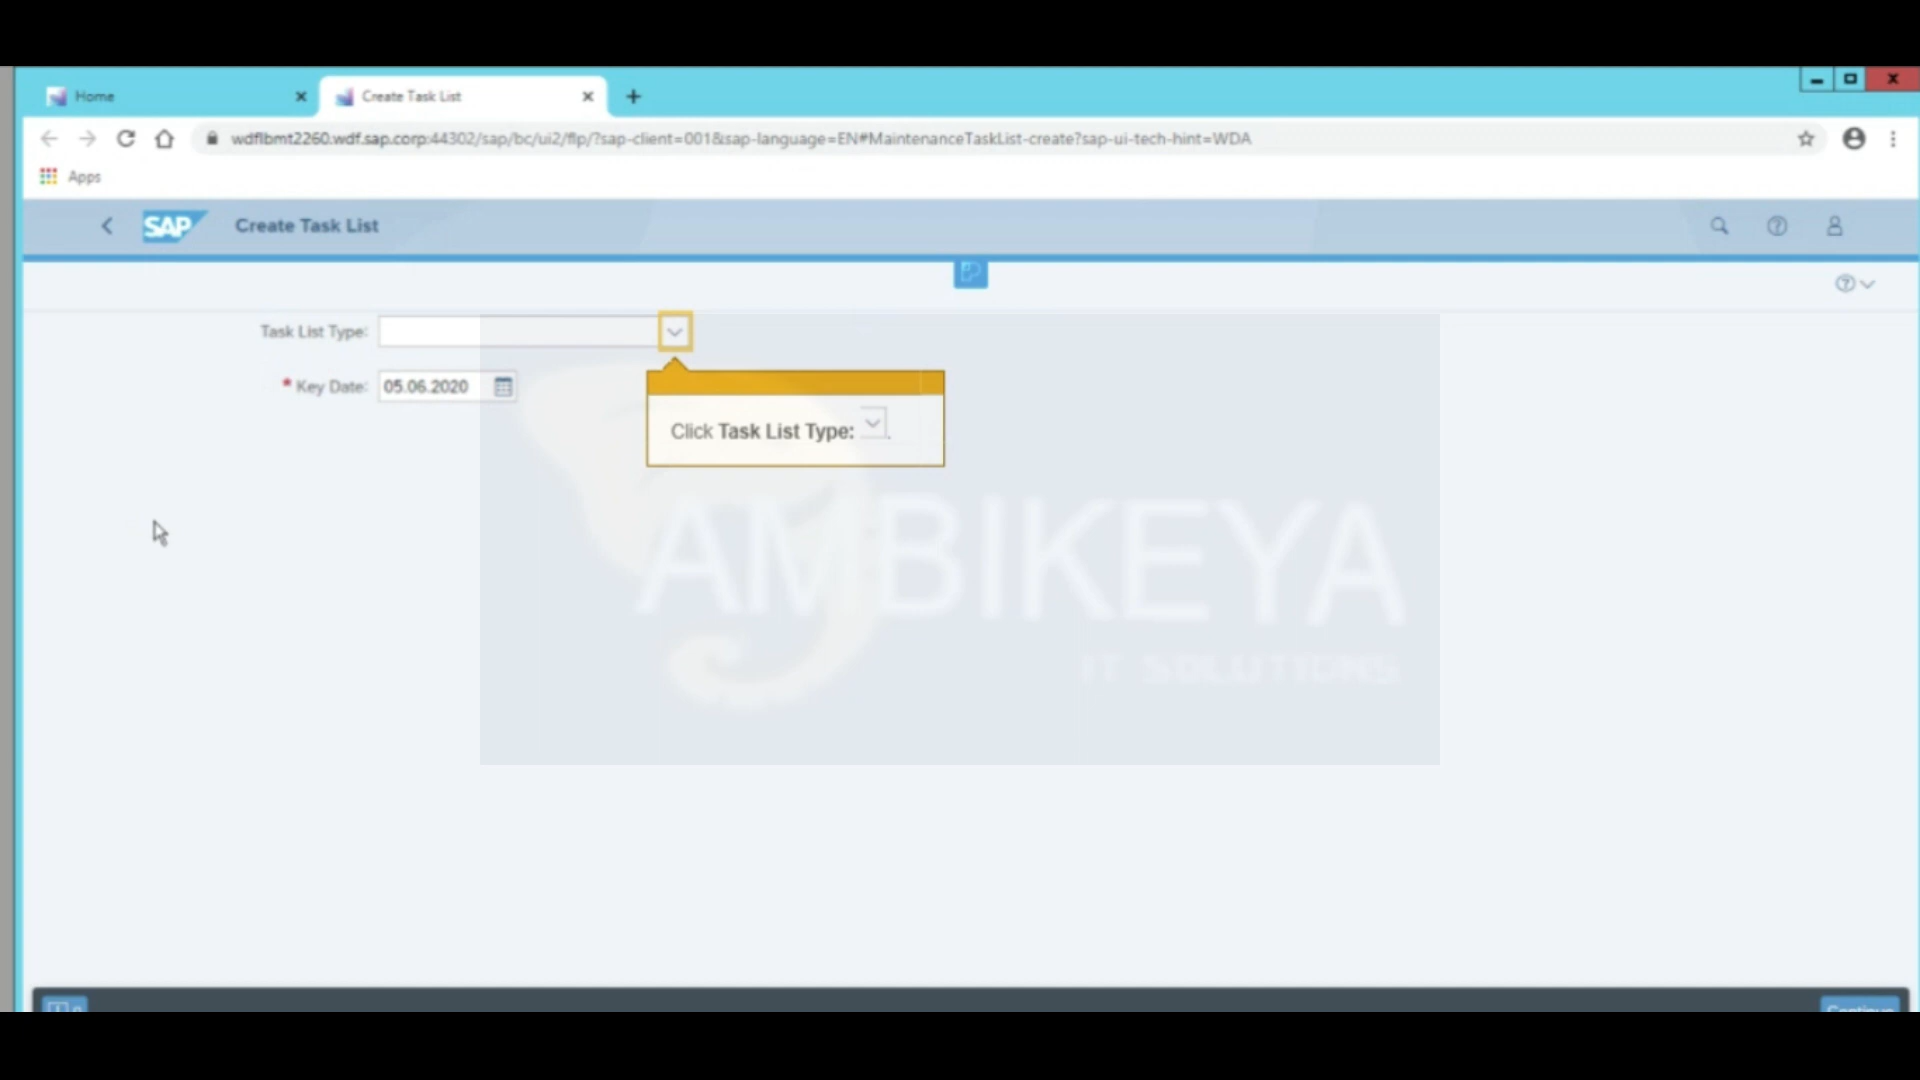 Home
Create Task List
wdflbmt2260.wdf.sap.corp:44302/sap/bc/ui2/flp/?sap-client=001&sap-language=EN#MaintenanceTaskList-create?sap-ui-tech-hint=WDA
Apps
SAP Create Task List
Task List Type:
* Key Date: 05.06.2020
Click Task List Type: .
AMBIKEYA
IT SOLUTIONS
Continue